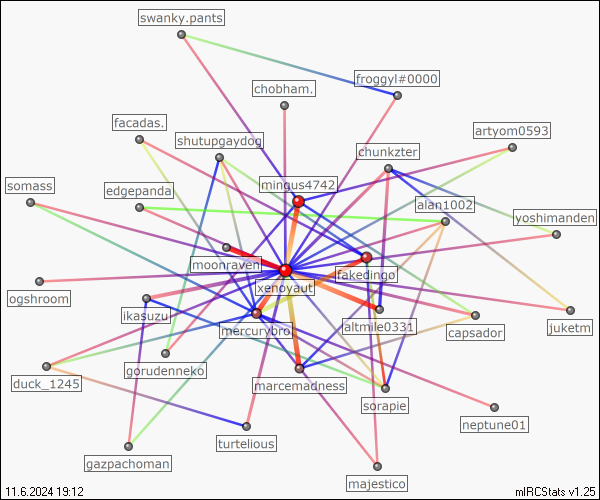 swanky.pants
froggyl#0000
chobham.
facadas.
artyom0593
shutupgaydog
chunkzter
mingus4742
somass
edgepanda
alan1002
yoshimanden
moonraven
fakedingo
xenoyaut
ogshroom
ikasuzu
mercurybro.
altmile0331
capsador
juketm
gorudenneko
duck_1245
marcemadness
sorapie
neptune01
turtelious
gazpachoman
majestico
11.6.2024 19:12
mIRCStats v1.25